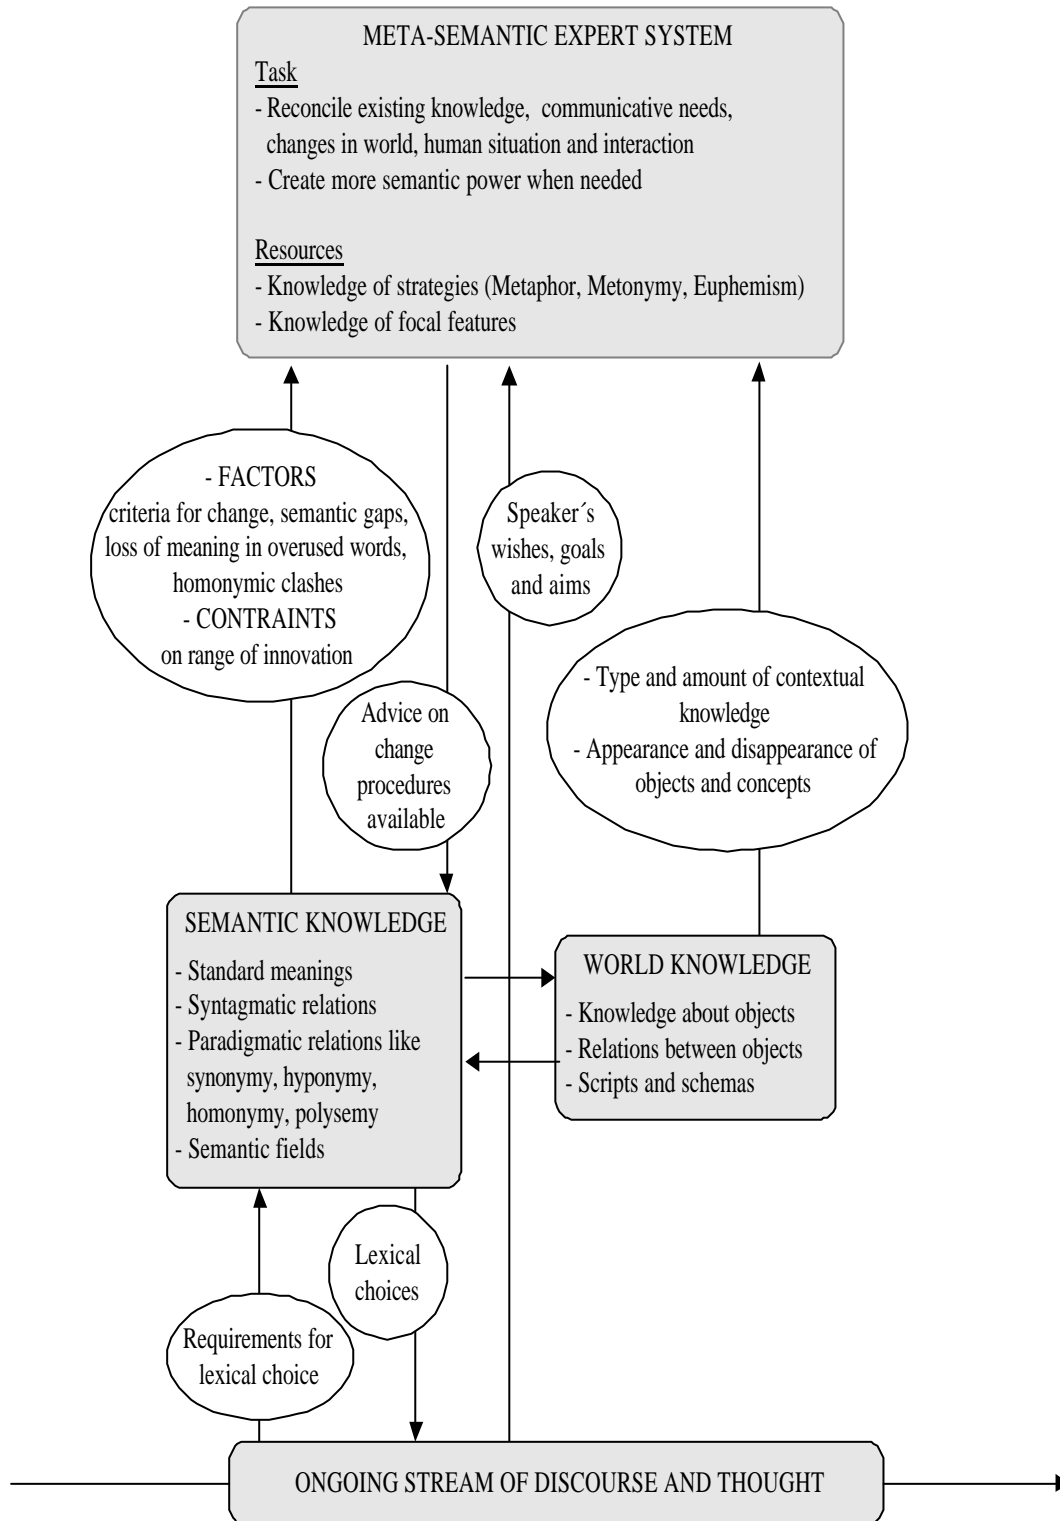 META-SEMANTIC EXPERT SYSTEM
Task
- Reconcile existing knowledge, communicative needs,
changes in world, human situation and interaction
- Create more semantic power when needed
Resources
- Knowledge of strategies (Metaphor, Metonymy, Euphemism)
- Knowledge of focal features
- FACTORS
criteria for change, semantic gaps,
loss of meaning in overused words,
homonymic clashes
- CONTRAINTS
on range of innovation
Speaker´s
wishes, goals
and aims
- Type and amount of contextual
knowledge
- Appearance and disappearance of
objects and concepts
Advice on
change
procedures
available
SEMANTIC KNOWLEDGE
- Standard meanings
- Syntagmatic relations
- Paradigmatic relations like
synonymy, hyponymy,
homonymy, polysemy
- Semantic fields
WORLD KNOWLEDGE
- Knowledge about objects
- Relations between objects
- Scripts and schemas
Lexical
choices
Requirements for
lexical choice
ONGOING STREAM OF DISCOURSE AND THOUGHT